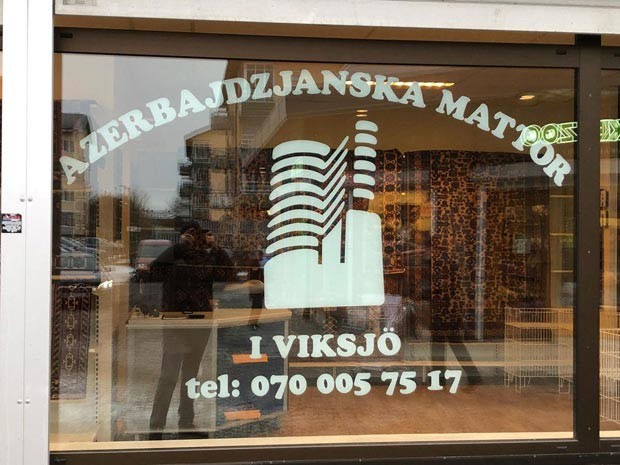 AZERBAJDZJANSKA MATTOR
I VIKSJÖ
tel: 070 005 75 17